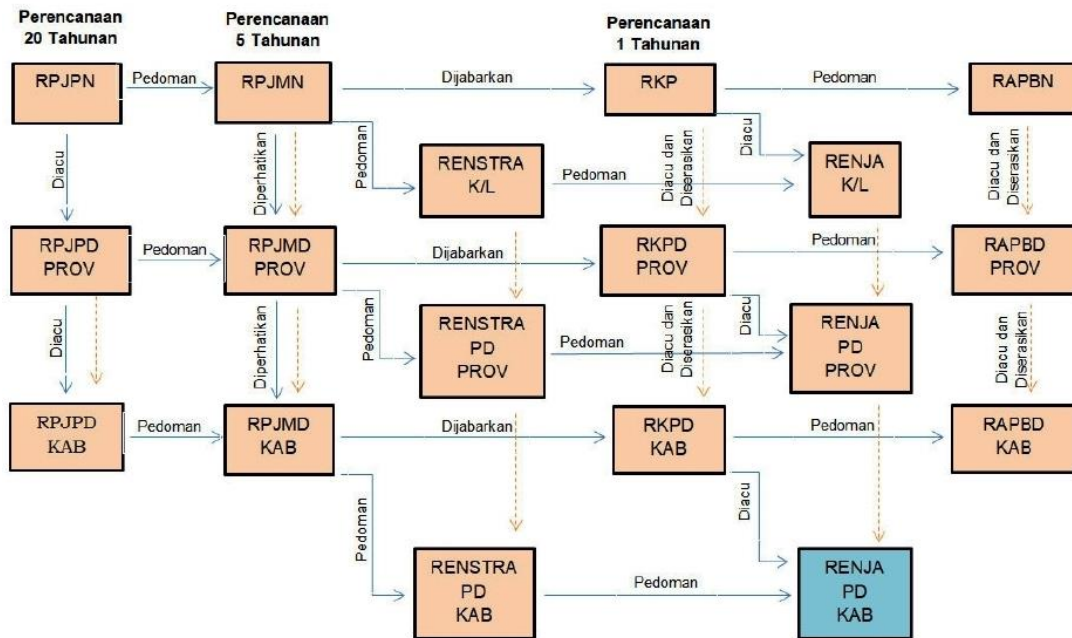 Perencanaan
20 Tahunan
Perencanaan
5 Tahunan
Perencanaan
1 Tahunan
RPJPN
Pedoman
RPJMN
Dijabarkan
RKP
Pedoman
RAPBN
Diacu
Diperhatikan
Pedoman
RENSTRA
K/L
Pedoman
Diacu dan
Diserasikan
Diacu
RENJA
K/L
Diacu dan
Diserasikan
RPJPD
PROV
Pedoman
RPJMD
PROV
Dijabarkan
RKPD
PROV
Pedoman
RAPBD
PROV
Diacu
Diperhatikan
Pedoman
RENSTRA
PD
PROV
Pedoman
Diacu dan
Diserasikan
Diacu
RENJA
PD
PROV
Diacu dan
Diserasikan
RPJPD
KAB
Pedoman
RPJMD
KAB
Dijabarkan
RKPD
KAB
Pedoman
RAPBD
KAB
Pedoman
Diacu
RENSTRA
PD
KAB
Pedoman
RENJA
PD
KAB